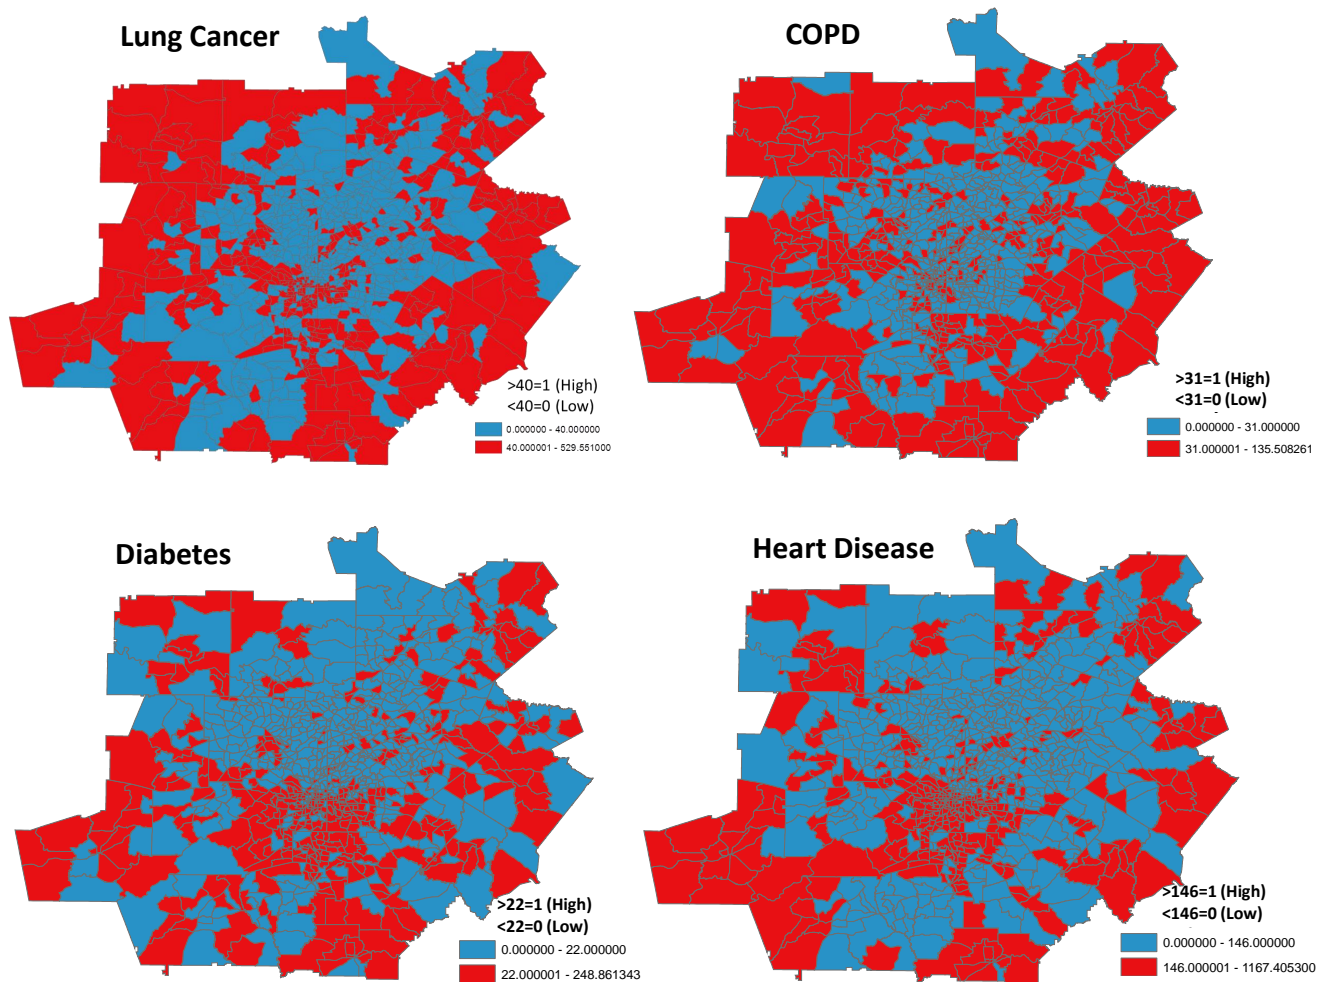 Lung Cancer
>40=1 (High)
<40=0 (Low)
0.000000 - 40.000000
40.000001 - 529.551000
COPD
>31=1 (High)
<31=0 (Low)
0.000000 - 31.000000
31.000001 - 135.508261
Diabetes
>22=1 (High)
<22=0 (Low)
0.000000 - 22.000000
22.000001 - 248.861343
Heart Disease
>146=1 (High)
<146=0 (Low)
0.000000 - 146.000000
146.000001 - 1167.405300